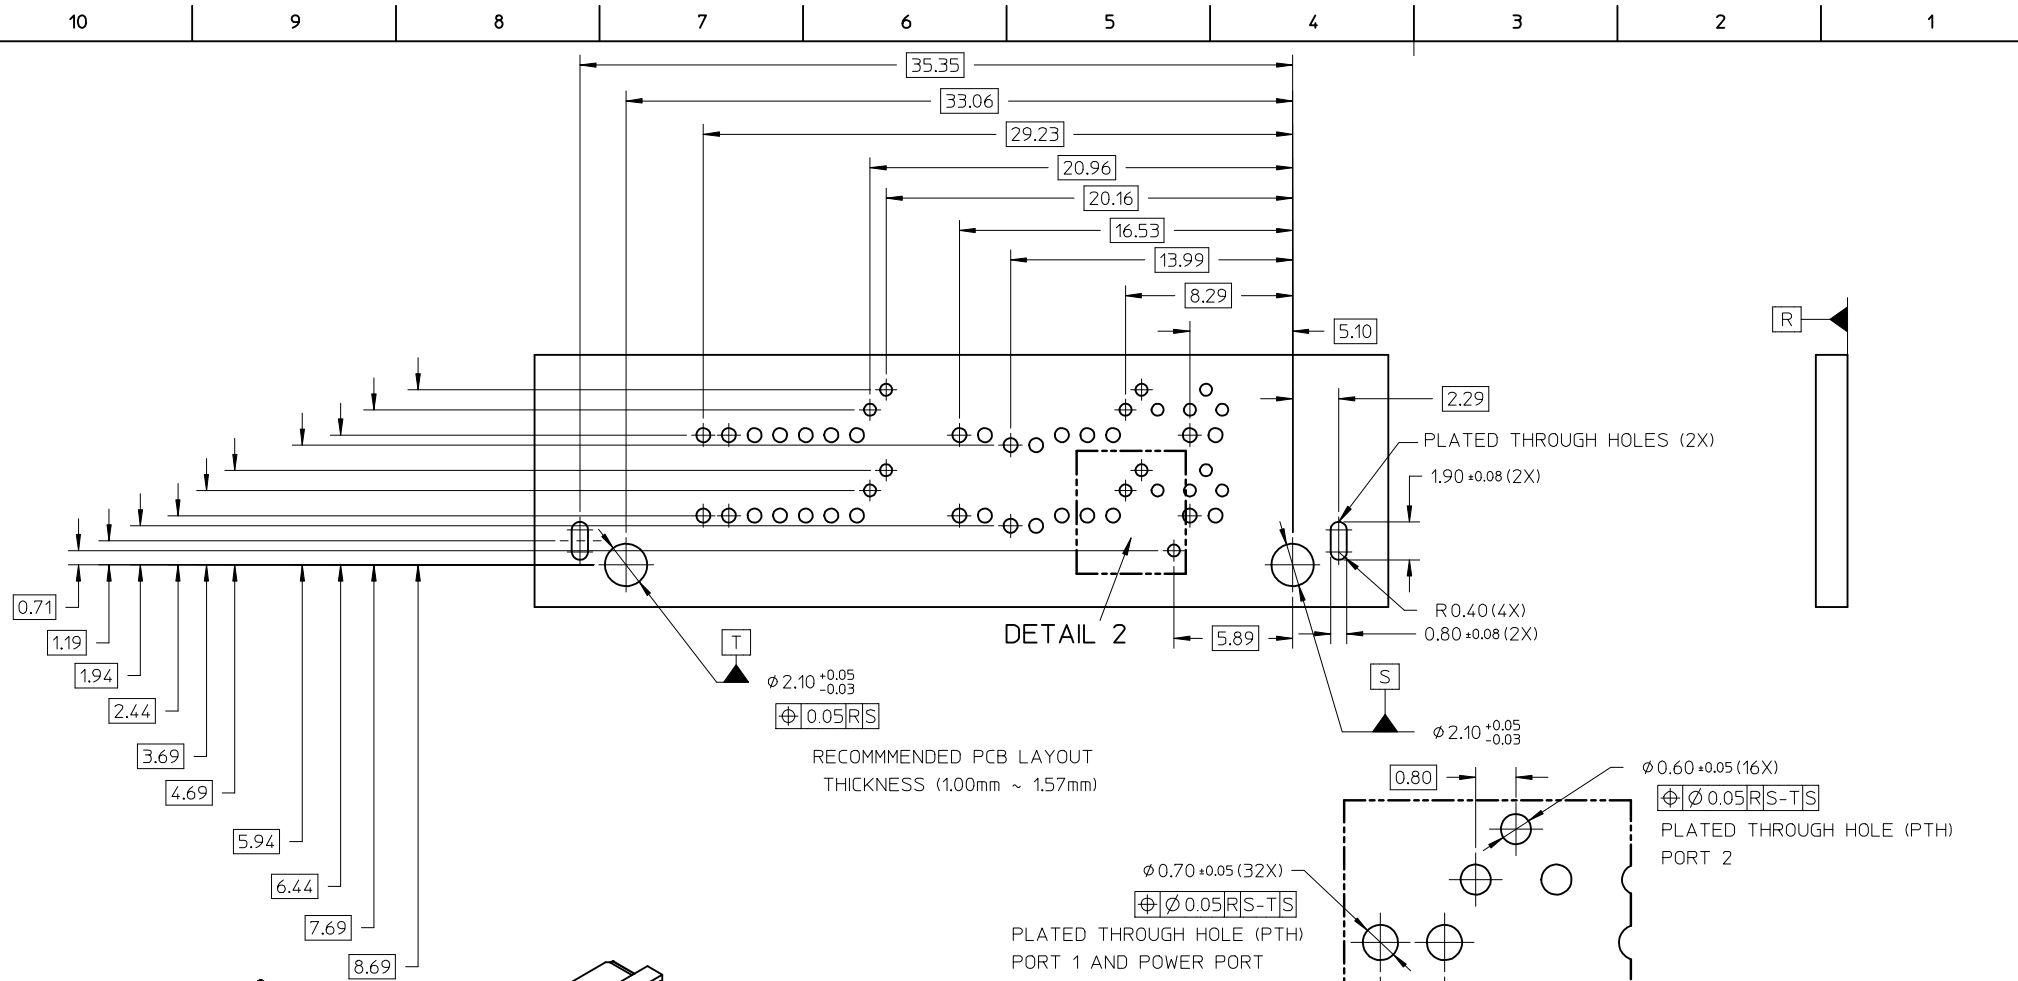 10 9 8 7 6 5 4 3 2 1
35.35
33.06
29.23
20.96
20.16
16.53
13.99
8.29
5.10
R
2.29
PLATED THROUGH HOLES (2X)
1.90 ±0.08 (2X)
R0.40 (4X)
0.80 ±0.08 (2X)
DETAIL 2
5.89
0.71
1.19
1.94
2.44
3.69
4.69
5.94
6.44
7.69
8.69
T
⌀2.10 +0.05 -0.03
⌖ 0.05 R S
S
⌀2.10 +0.05 -0.03
RECOMMMENDED PCB LAYOUT
THICKNESS (1.00mm ~ 1.57mm)
0.80
⌀0.60 ±0.05 (16X)
⌖ ⌀0.05 R S-T S
PLATED THROUGH HOLE (PTH)
PORT 2
⌀0.70 ±0.05 (32X)
⌖ ⌀0.05 R S-T S
PLATED THROUGH HOLE (PTH)
PORT 1 AND POWER PORT